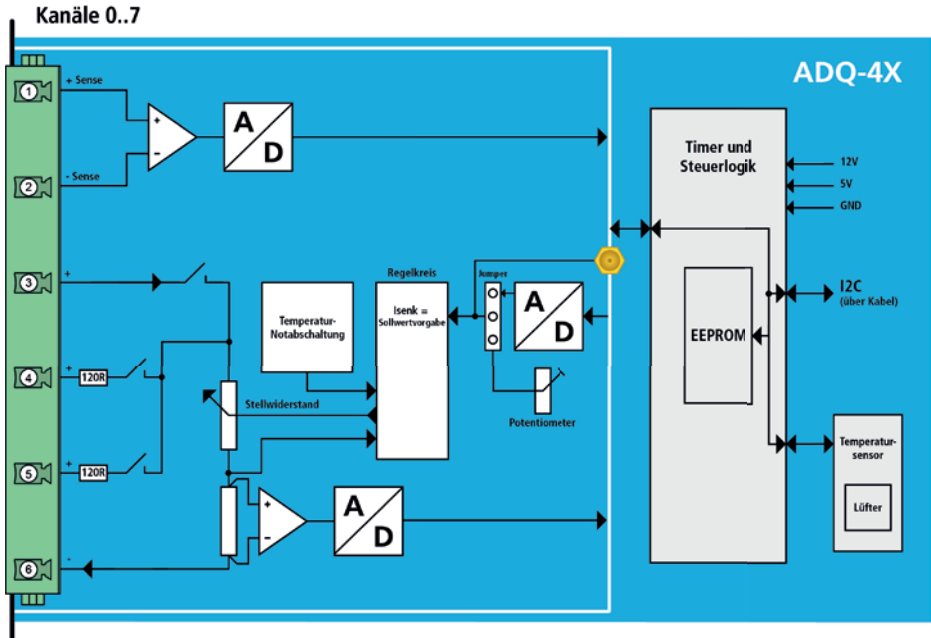 Kanäle 0..7
ADQ-4X
1
+ Sense
+
-
A
D
2
- Sense
Timer und
Steuerlogik
12V
5V
GND
3
+
Regelkreis
Isenk =
Sollwertvorgabe
Jumper
A
D
Temperatur-
Notabschaltung
EEPROM
I2C
(über Kabel)
4
+
120R
Stellwiderstand
Potentiometer
5
+
120R
Temperatur-
sensor
Lüfter
+
-
A
D
6
-